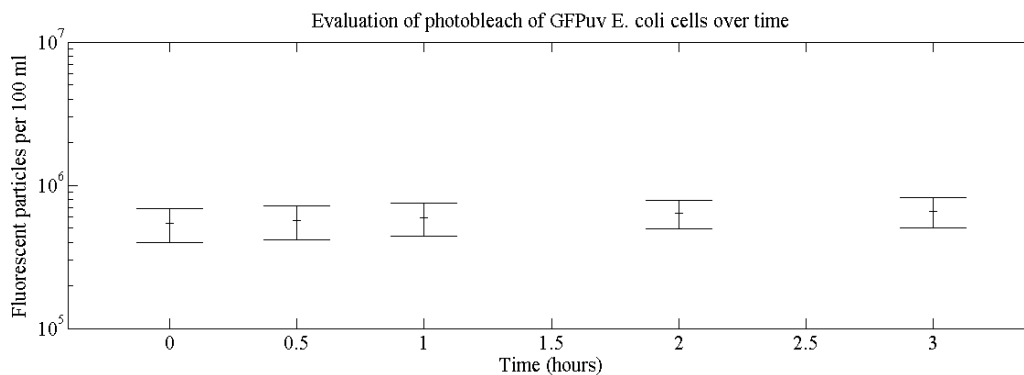 Evaluation of photobleach of GFPuv E. coli cells over time
Fluorescent particles per 100 ml
10^7
10^6
10^5
0 0.5 1 1.5 2 2.5 3
Time (hours)